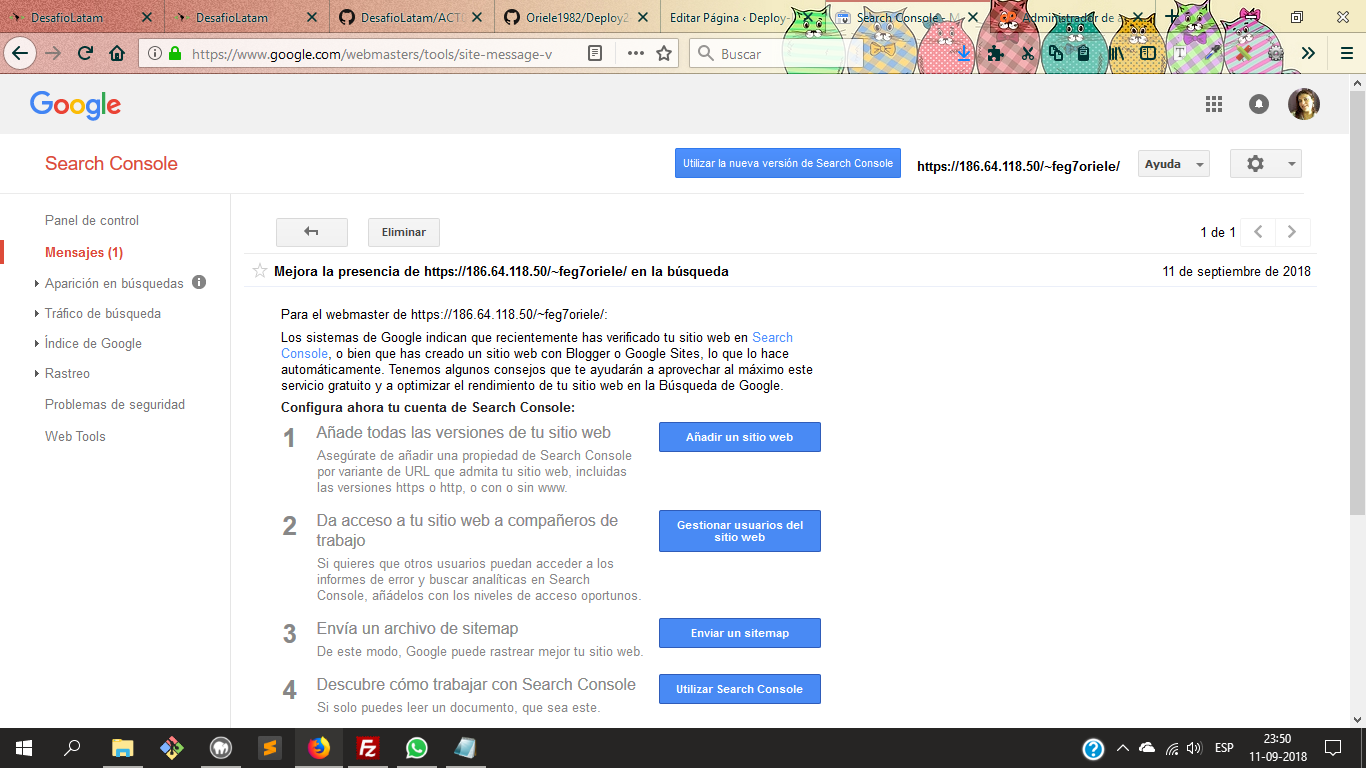 DesafioLatam
DesafioLatam
DesafioLatam/ACTI
Oriele1982/Deploy2
Editar Página ‹ Deploy-
Search Console - M
Administrador de a
https://www.google.com/webmasters/tools/site-message-v
Buscar
Google
Search Console
Utilizar la nueva versión de Search Console
https://186.64.118.50/~feg7oriele/
Ayuda
Panel de control
Mensajes (1)
Aparición en búsquedas
Tráfico de búsqueda
Índice de Google
Rastreo
Problemas de seguridad
Web Tools
Eliminar
1 de 1
Mejora la presencia de https://186.64.118.50/~feg7oriele/ en la búsqueda
11 de septiembre de 2018
Para el webmaster de https://186.64.118.50/~feg7oriele/:
Los sistemas de Google indican que recientemente has verificado tu sitio web en Search
Console, o bien que has creado un sitio web con Blogger o Google Sites, lo que lo hace
automáticamente. Tenemos algunos consejos que te ayudarán a aprovechar al máximo este
servicio gratuito y a optimizar el rendimiento de tu sitio web en la Búsqueda de Google.
Configura ahora tu cuenta de Search Console:
1 Añade todas las versiones de tu sitio web
Asegúrate de añadir una propiedad de Search Console
por variante de URL que admita tu sitio web, incluidas
las versiones https o http, o con o sin www.
Añadir un sitio web
2 Da acceso a tu sitio web a compañeros de
trabajo
Si quieres que otros usuarios puedan acceder a los
informes de error y buscar analíticas en Search
Console, añádelos con los niveles de acceso oportunos.
Gestionar usuarios del
sitio web
3 Envía un archivo de sitemap
De este modo, Google puede rastrear mejor tu sitio web.
Enviar un sitemap
4 Descubre cómo trabajar con Search Console
Si solo puedes leer un documento, que sea este.
Utilizar Search Console
ESP
23:50
11-09-2018